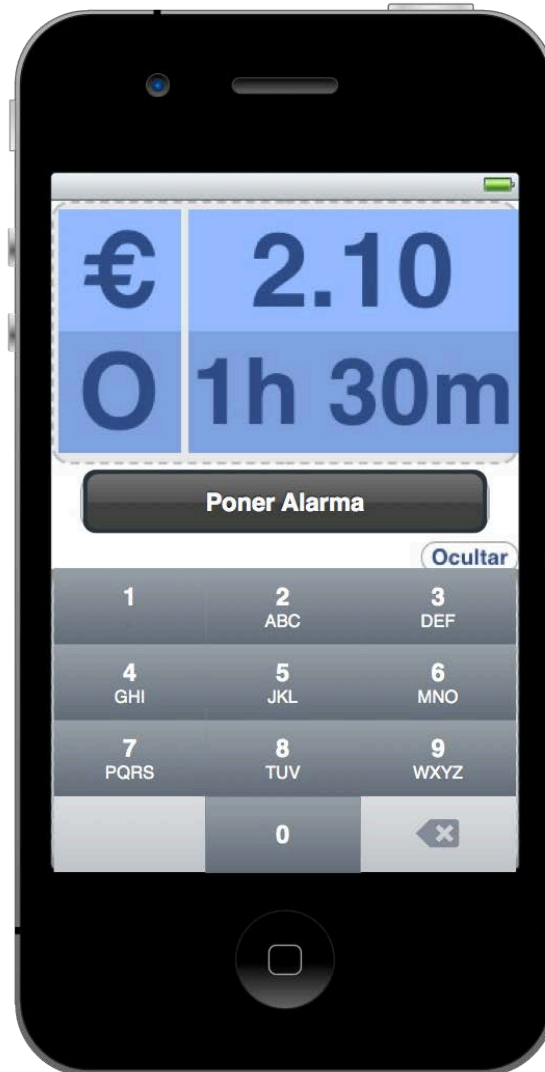 € 2.10
O 1h 30m
Poner Alarma
Ocultar
1 2 3
ABC DEF
4 5 6
GHI JKL MNO
7 8 9
PQRS TUV WXYZ
0